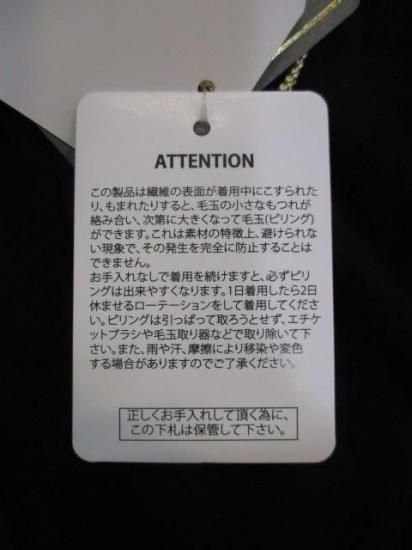 ATTENTION
この製品は繊維の表面が着用中にこすられた
り、もまれたりすると、毛玉の小さなもつれが
絡み合い、次第に大きくなって毛玉(ピリング)
ができます。これは素材の特徴上、避けられな
い現象で、その発生を完全に防止することは
できません。
お手入れなしで着用を続けますと、必ずピリ
ングは出来やすくなります。1日着用したら2日
休ませるローテーションをして着用してくださ
い。ピリングは引っぱって取ろうとせず、エチケ
ットブラシや毛玉取り器などで取り除いて下
さい。また、雨や汗、摩擦により移染や変色
する場合がありますのでご了承ください。
正しくお手入れして頂く為に、
この下札は保管して下さい。